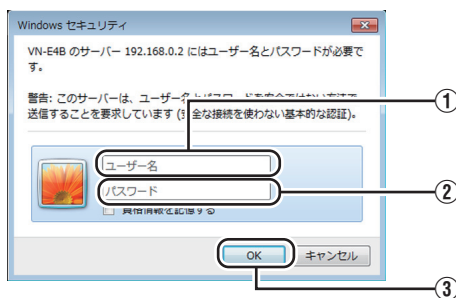 Windows セキュリティ
VN-E4B のサーバー 192.168.0.2 にはユーザー名とパスワードが必要で
す。
警告: このサーバーは、ユーザー名とパスワードを安全ではない方法で
送信することを要求しています (安全な接続を使わない基本的な認証)。
①
ユーザー名
パスワード
②
資格情報を記憶する
OK
キャンセル
③